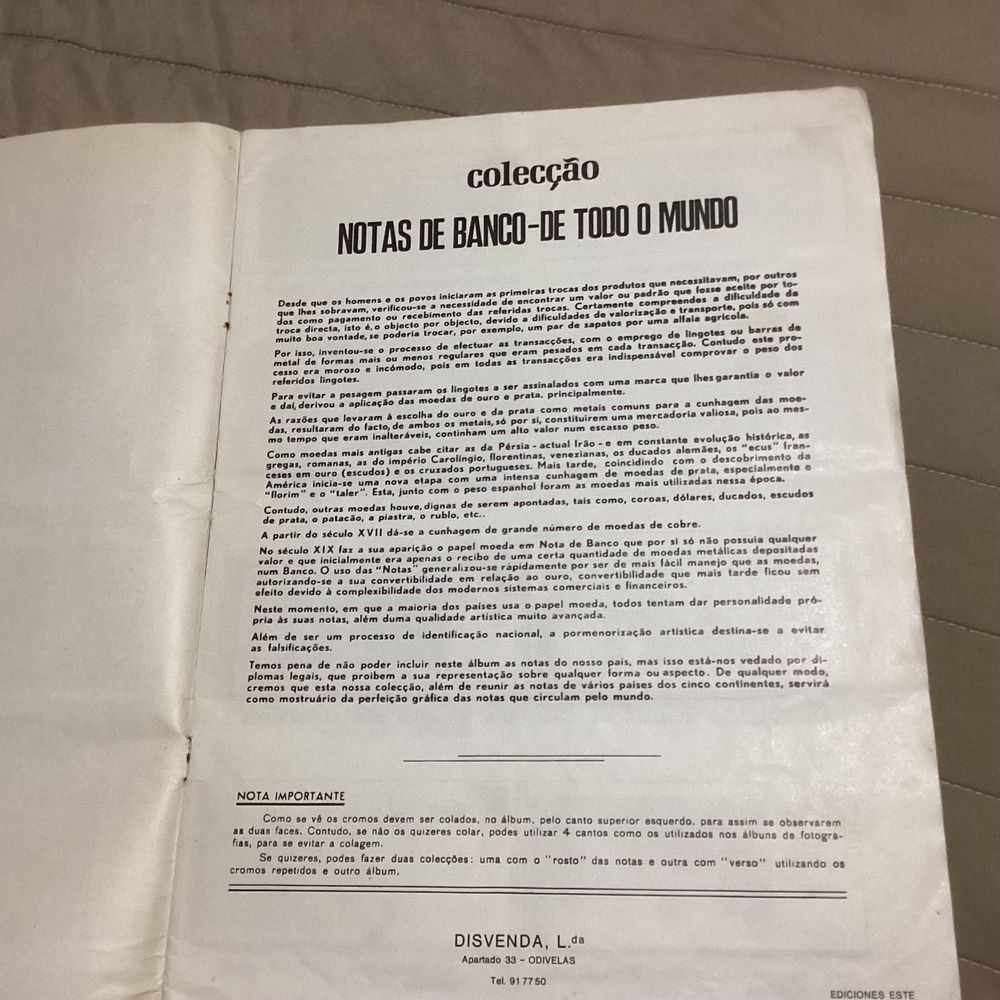 colecção
NOTAS DE BANCO-DE TODO O MUNDO
Desde que os homens e os povos iniciaram as primeiras trocas dos produtos que necessitavam, por outros
que lhes sobravam, verificou-se a necessidade de encontrar um valor ou padrão que fosse aceite por to-
dos como pagamento ou recebimento das referidas trocas. Certamente compreendes a dificuldade da
troca directa, isto é, o objecto por objecto, devido a dificuldades de valorização e transporte, pois só com
muito boa vontade, se poderia trocar, por exemplo, um par de sapatos por uma alfaia agrícola.
Por isso, inventou-se o processo de efectuar as transacções, com o emprego de lingotes ou barras de
metal de formas mais ou menos regulares que eram pesados em cada transacção. Contudo este pro-
cesso era moroso e incómodo, pois em todas as transacções era indispensável comprovar o peso dos
referidos lingotes.
Para evitar a pesagem passaram os lingotes a ser assinalados com uma marca que lhes garantia o valor
e daí, derivou a aplicação das moedas de ouro e prata, principalmente.
As razões que levaram à escolha do ouro e da prata como metais comuns para a cunhagem das moe-
das, resultaram do facto, de ambos os metais, só por si, constituirem uma mercadoria valiosa, pois ao mes-
mo tempo que eram inalteráveis, continham um alto valor num escasso peso.
Como moedas mais antigas cabe citar as da Pérsia - actual Irão - e em constante evolução histórica, as
gregas, romanas, as do império Carolíngio, florentinas, venezianas, os ducados alemães, os "ecus" fran-
ceses em ouro (escudos) e os cruzados portugueses. Mais tarde, coincidindo com o descobrimento da
América inicia-se uma nova etapa com uma intensa cunhagem de moedas de prata, especialmente o
"florim" e o "taler". Esta, junto com o peso espanhol foram as moedas mais utilizadas nessa época.
Contudo, outras moedas houve, dignas de serem apontadas, tais como, coroas, dólares, ducados, escudos
de prata, o patacão, a piastra, o rublo, etc..
A partir do século XVII dá-se a cunhagem de grande número de moedas de cobre.
No século XIX faz a sua aparição o papel moeda em Nota de Banco que por si só não possuia qualquer
valor e que inicialmente era apenas o recibo de uma certa quantidade de moedas metálicas depositadas
num Banco. O uso das "Notas" generalizou-se rápidamente por ser de mais fácil manejo que as moedas,
autorizando-se a sua convertibilidade em relação ao ouro, convertibilidade que mais tarde ficou sem
efeito devido à complexibilidade dos modernos sistemas comerciais e financeiros.
Neste momento, em que a maioria dos países usa o papel moeda, todos tentam dar personalidade pró-
pria às suas notas, além duma qualidade artística muito avançada.
Além de ser um processo de identificação nacional, a pormenorização artística destina-se a evitar
as falsificações.
Temos pena de não poder incluir neste álbum as notas do nosso país, mas isso está-nos vedado por di-
plomas legais, que proibem a sua representação sobre qualquer forma ou aspecto. De qualquer modo,
cremos que esta nossa colecção, além de reunir as notas de vários países dos cinco continentes, servirá
como mostruário da perfeição gráfica das notas que circulam pelo mundo.
NOTA IMPORTANTE
Como se vê os cromos devem ser colados, no álbum, pelo canto superior esquerdo, para assim se observarem
as duas faces. Contudo, se não os quizeres colar, podes utilizar 4 cantos como os utilizados nos álbuns de fotogra-
fias, para se evitar a colagem.
Se quizeres, podes fazer duas colecções: uma com o "rosto" das notas e outra com "verso" utilizando os
cromos repetidos e outro álbum.
DISVENDA, L.da
Apartado 33 - ODIVELAS
Tel. 91 77 50
EDICIONES ESTE